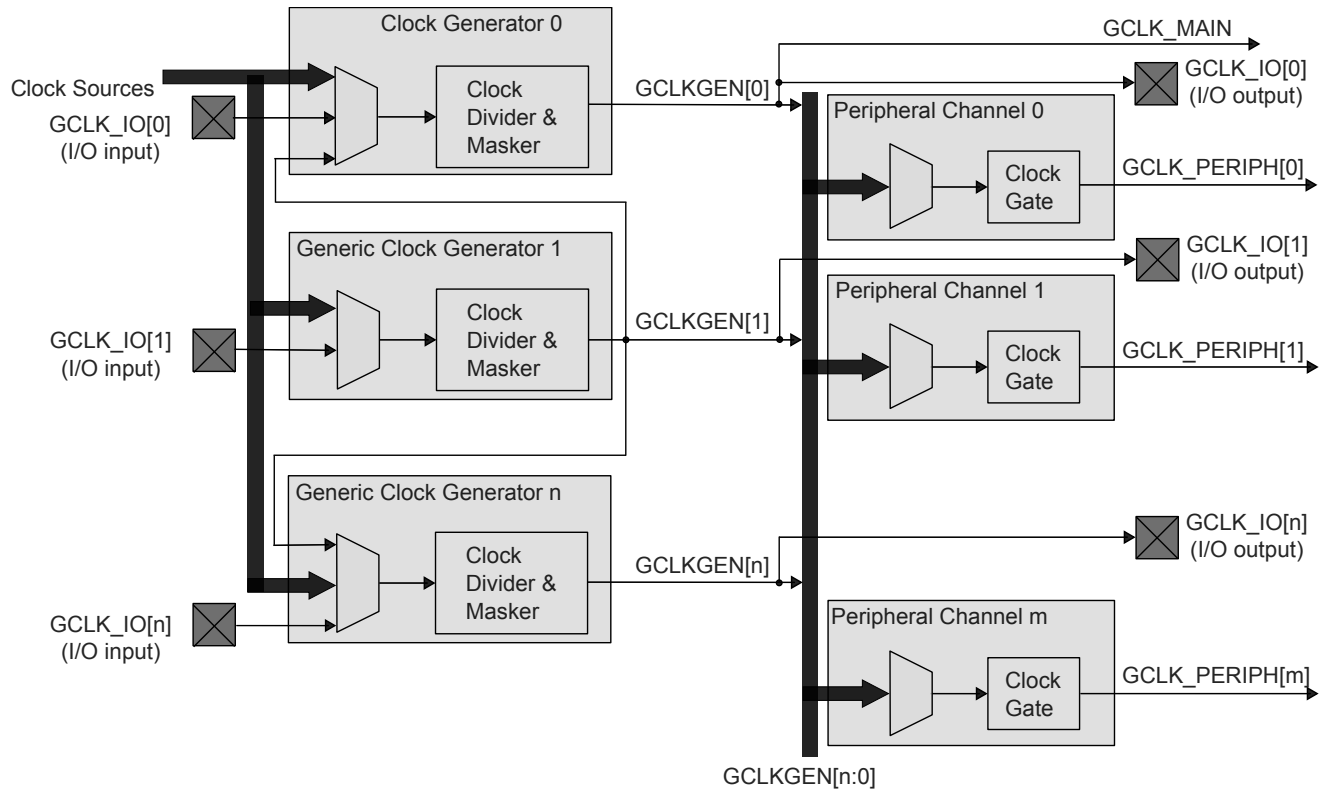 Clock Generator 0
GCLK_MAIN
Clock Sources
GCLK_IO[0]
(I/O input)
Clock
Divider &
Masker
GCLKGEN[0]
GCLK_IO[0]
(I/O output)
Peripheral Channel 0
Clock
Gate
GCLK_PERIPH[0]
Generic Clock Generator 1
GCLK_IO[1]
(I/O input)
Clock
Divider &
Masker
GCLKGEN[1]
GCLK_IO[1]
(I/O output)
Peripheral Channel 1
Clock
Gate
GCLK_PERIPH[1]
Generic Clock Generator n
GCLK_IO[n]
(I/O input)
Clock
Divider &
Masker
GCLKGEN[n]
GCLK_IO[n]
(I/O output)
Peripheral Channel m
Clock
Gate
GCLK_PERIPH[m]
GCLKGEN[n:0]